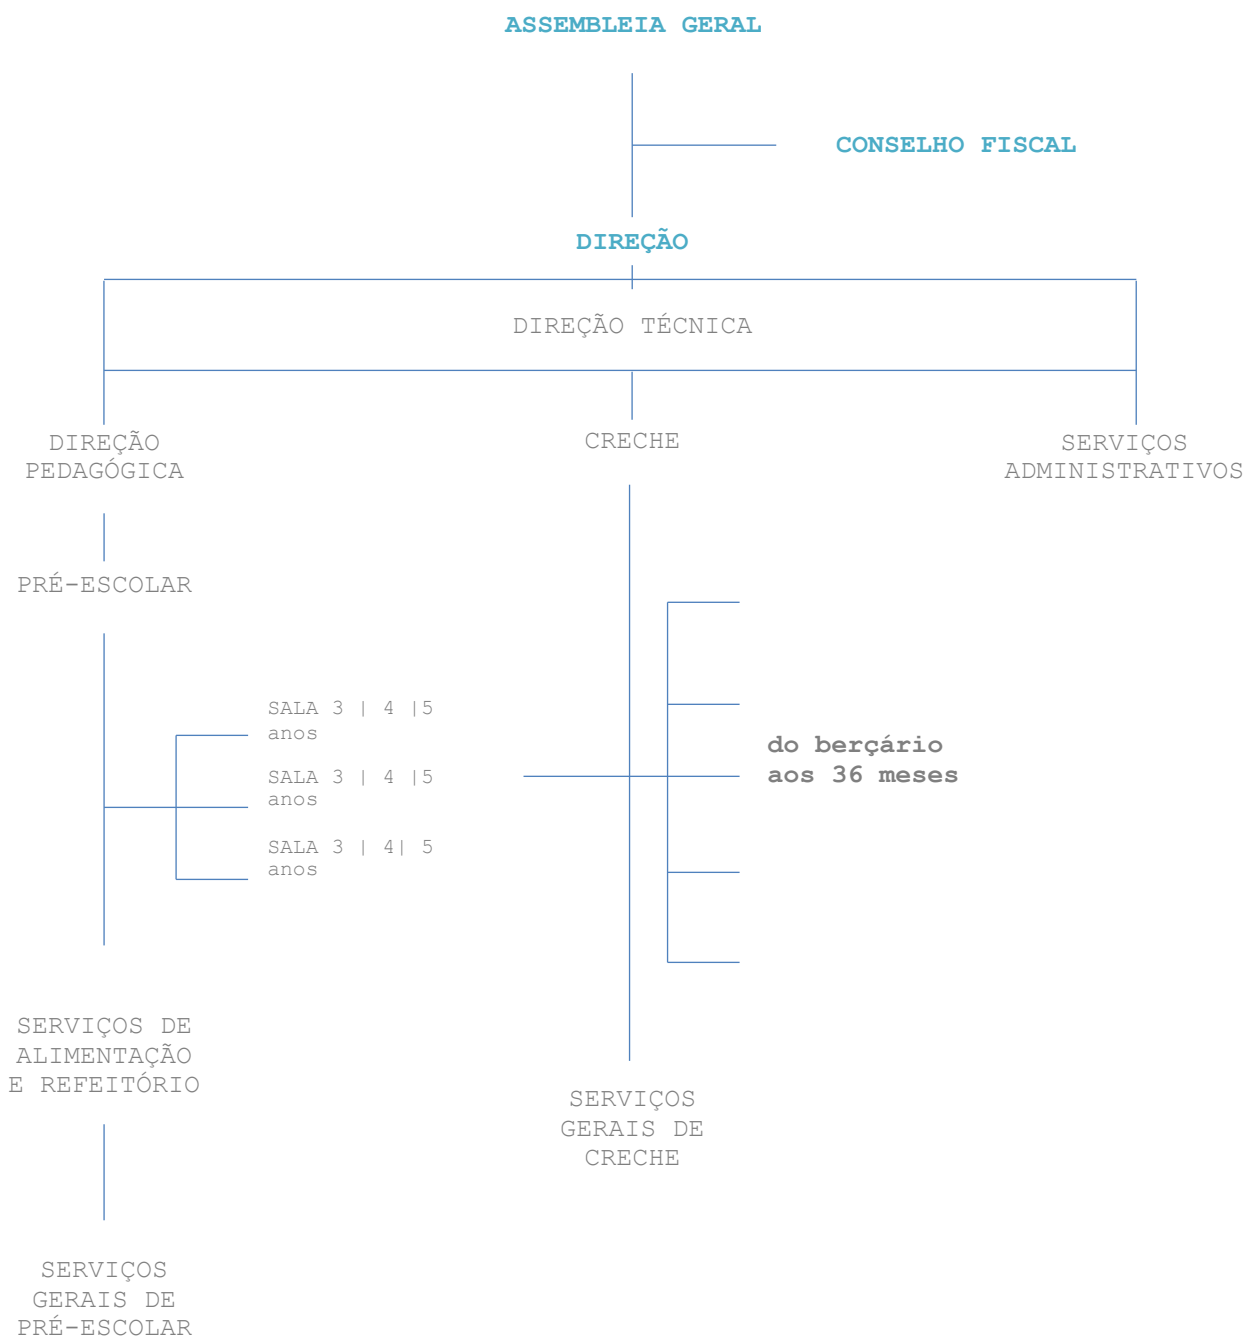 ASSEMBLEIA GERAL
CONSELHO FISCAL
DIREÇÃO
DIREÇÃO TÉCNICA
DIREÇÃO
PEDAGÓGICA
CRECHE
SERVIÇOS
ADMINISTRATIVOS
PRÉ-ESCOLAR
SALA 3 | 4 |5
anos
SALA 3 | 4 |5
anos
SALA 3 | 4| 5
anos
do berçário
aos 36 meses
SERVIÇOS DE
ALIMENTAÇÃO
E REFEITÓRIO
SERVIÇOS
GERAIS DE
CRECHE
SERVIÇOS
GERAIS DE
PRÉ-ESCOLAR